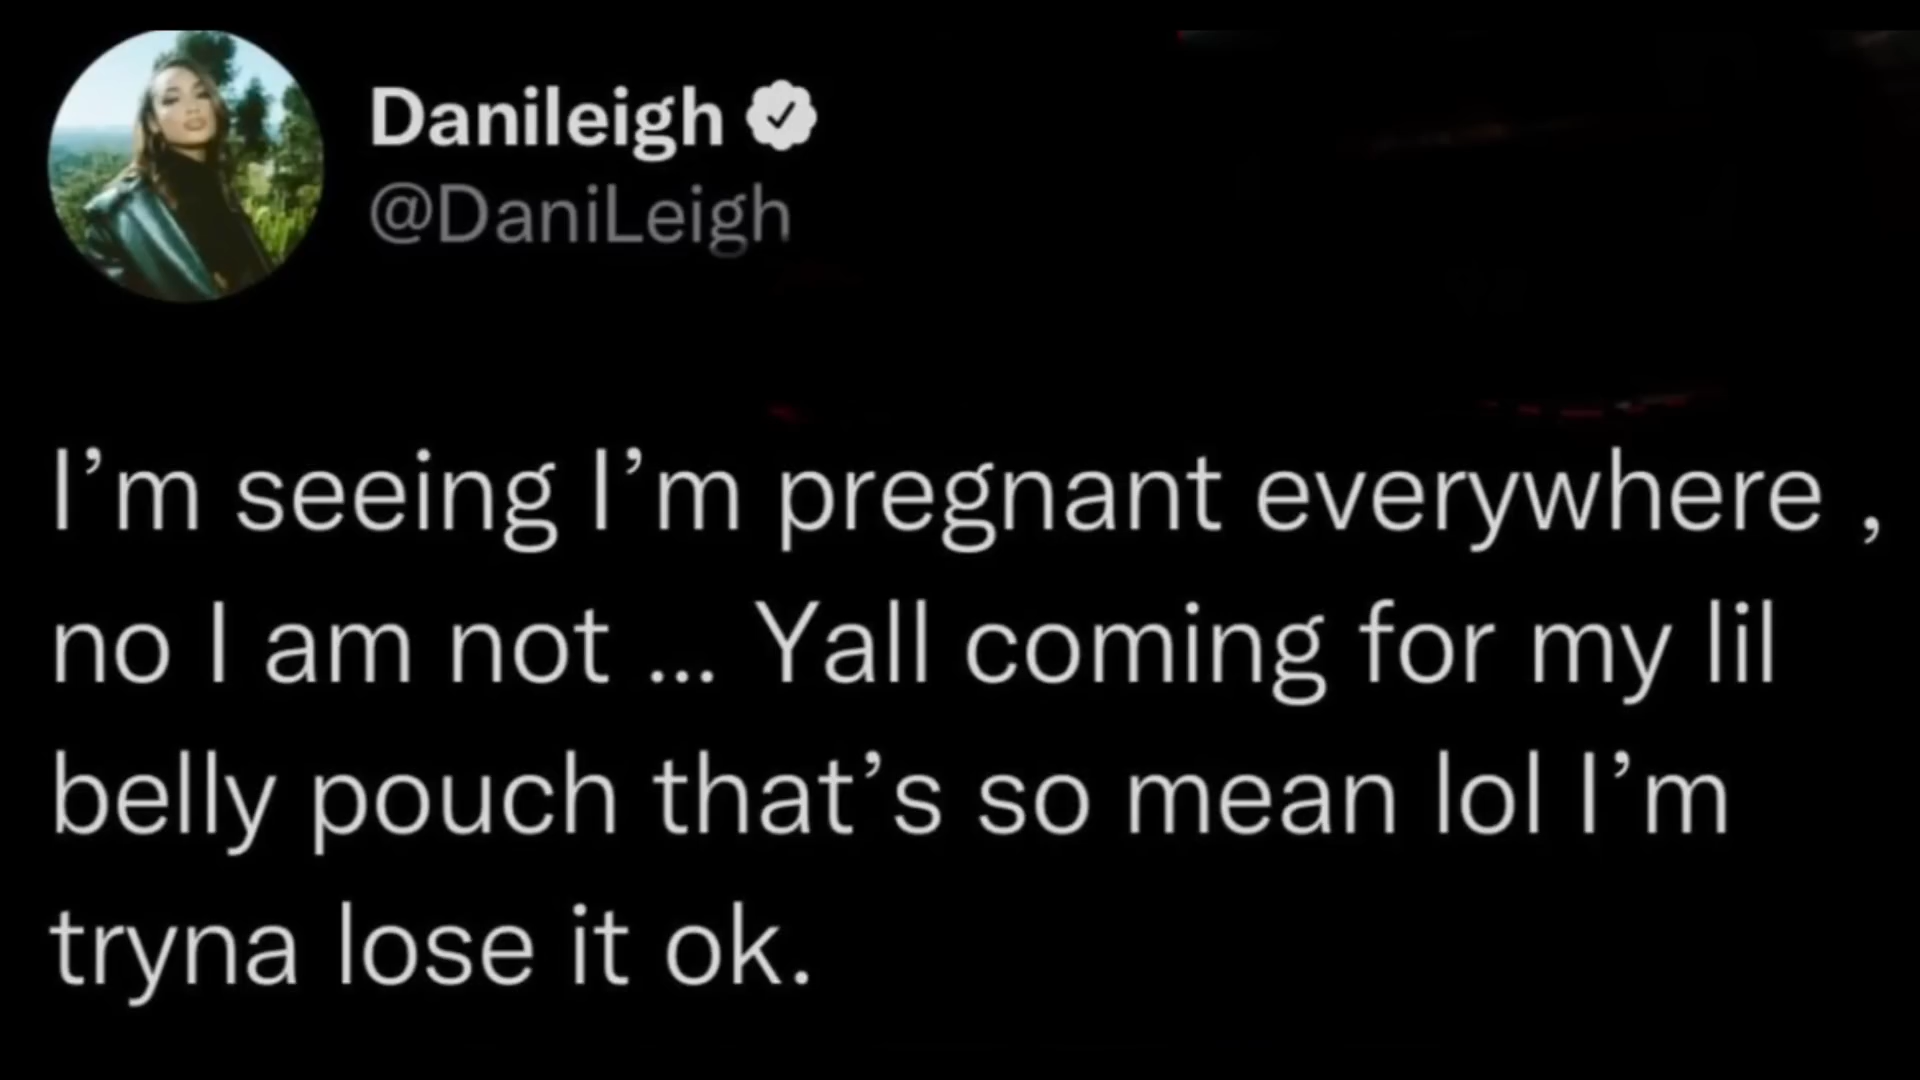 Danileigh
@DaniLeigh
I’m seeing I’m pregnant everywhere ,
no I am not ... Yall coming for my lil
belly pouch that’s so mean lol I’m
tryna lose it ok.